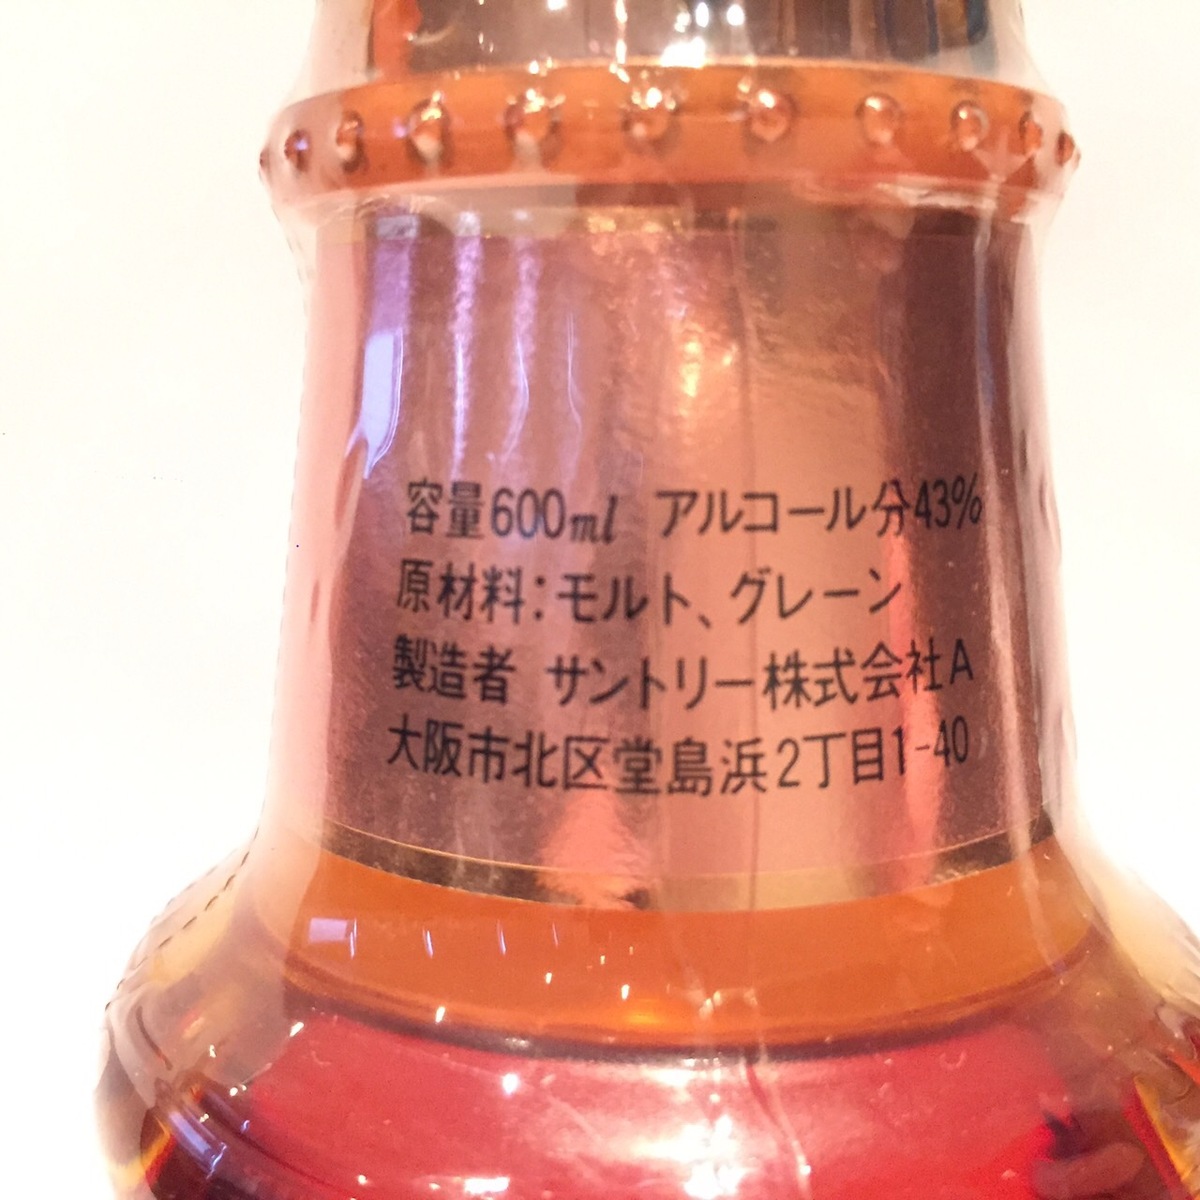 容量600ml アルコール分43%
原材料:モルト、グレーン
製造者 サントリー株式会社A
大阪市北区堂島浜2丁目1-40